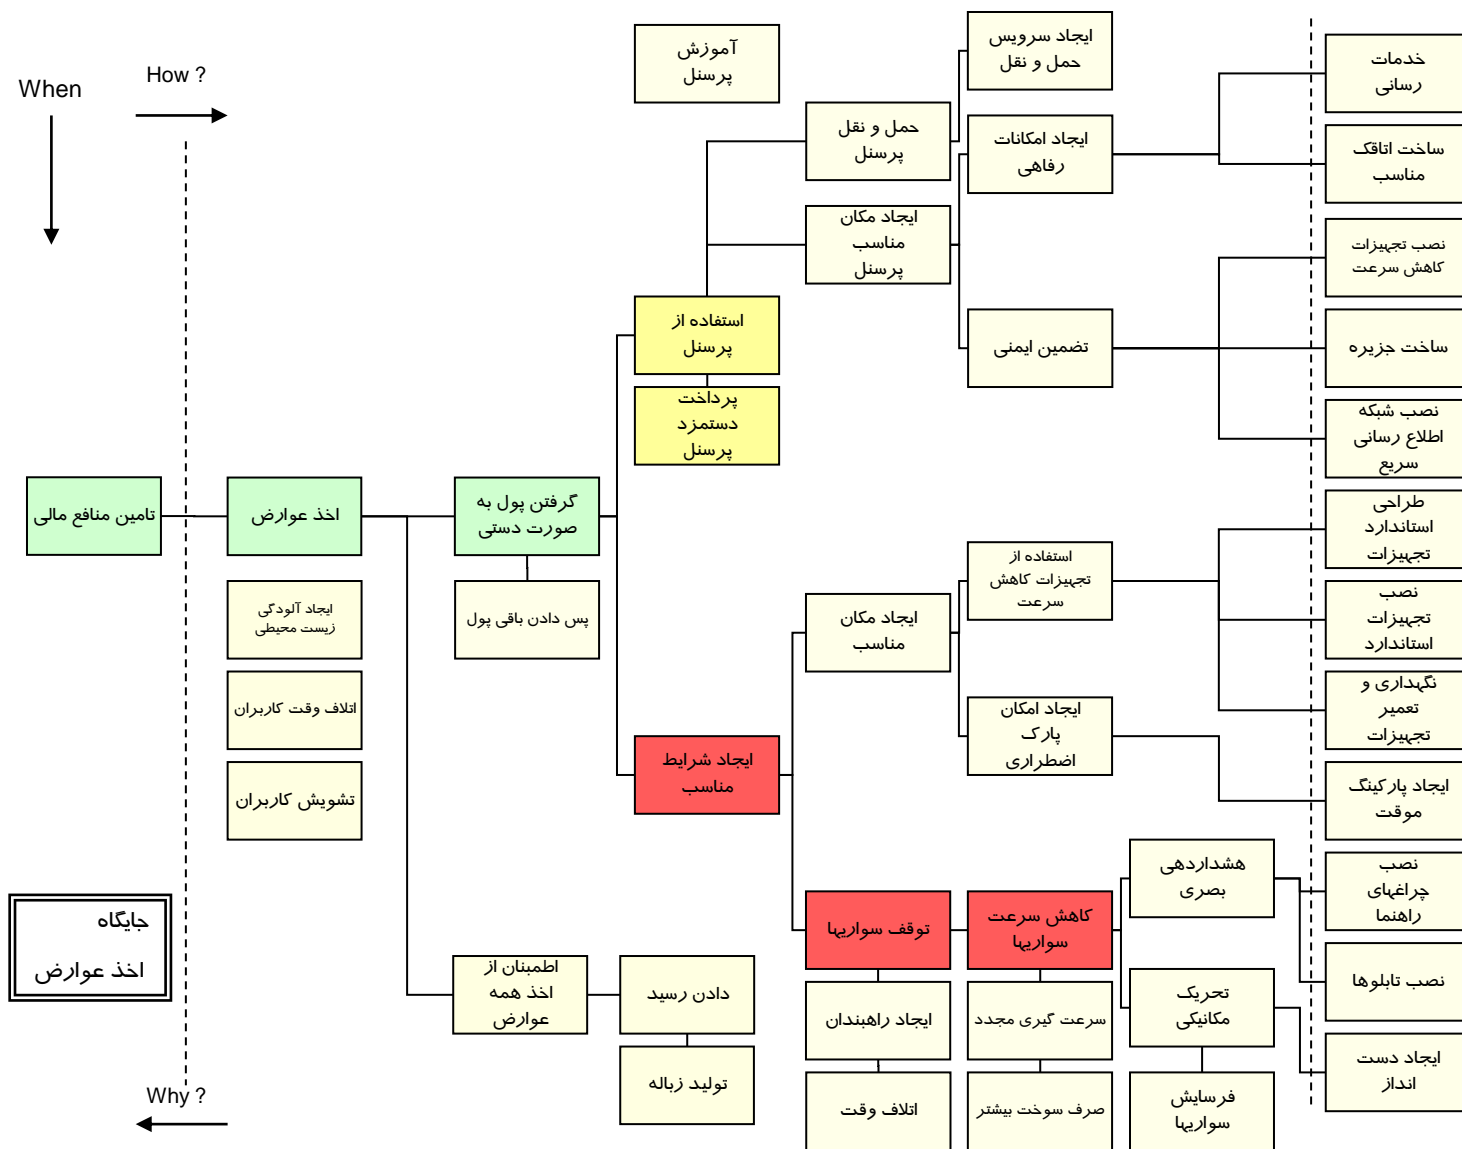 When
How ?
آموزش
پرسنل
ایجاد سرویس
حمل و نقل
خدمات
رسانی
حمل و نقل
پرسنل
ایجاد امکانات
رفاهی
ساخت اتاقک
مناسب
ایجاد مکان
مناسب
پرسنل
نصب تجهیزات
کاهش سرعت
استفاده از
پرسنل
تضمین ایمنی
ساخت جزیره
پرداخت
دستمزد
پرسنل
نصب شبکه
اطلاع رسانی
سریع
تامین منافع مالی
اخذ عوارض
گرفتن پول به
صورت دستی
طراحی
استاندارد
تجهیزات
ایجاد آلودگی
زیست محیطی
پس دادن باقی پول
ایجاد مکان
مناسب
استفاده از
تجهیزات کاهش
سرعت
نصب
تجهیزات
استاندارد
اتلاف وقت کاربران
ایجاد امکان
پارک
اضطراری
نگهداری و
تعمیر
تجهیزات
تشویش کاربران
ایجاد شرایط
مناسب
ایجاد پارکینگ
موقت
هشداردهی
بصری
نصب
چراغهای
راهنما
جایگاه
اخذ عوارض
توقف سواریها
کاهش سرعت
سواریها
اطمبنان از
اخذ همه
عوارض
دادن رسید
ایجاد راهبندان
سرعت گیری مجدد
تحریک
مکانیکی
نصب تابلوها
تولید زباله
اتلاف وقت
صرف سوخت بیشتر
فرسایش
سواریها
ایجاد دست
انداز
Why ?